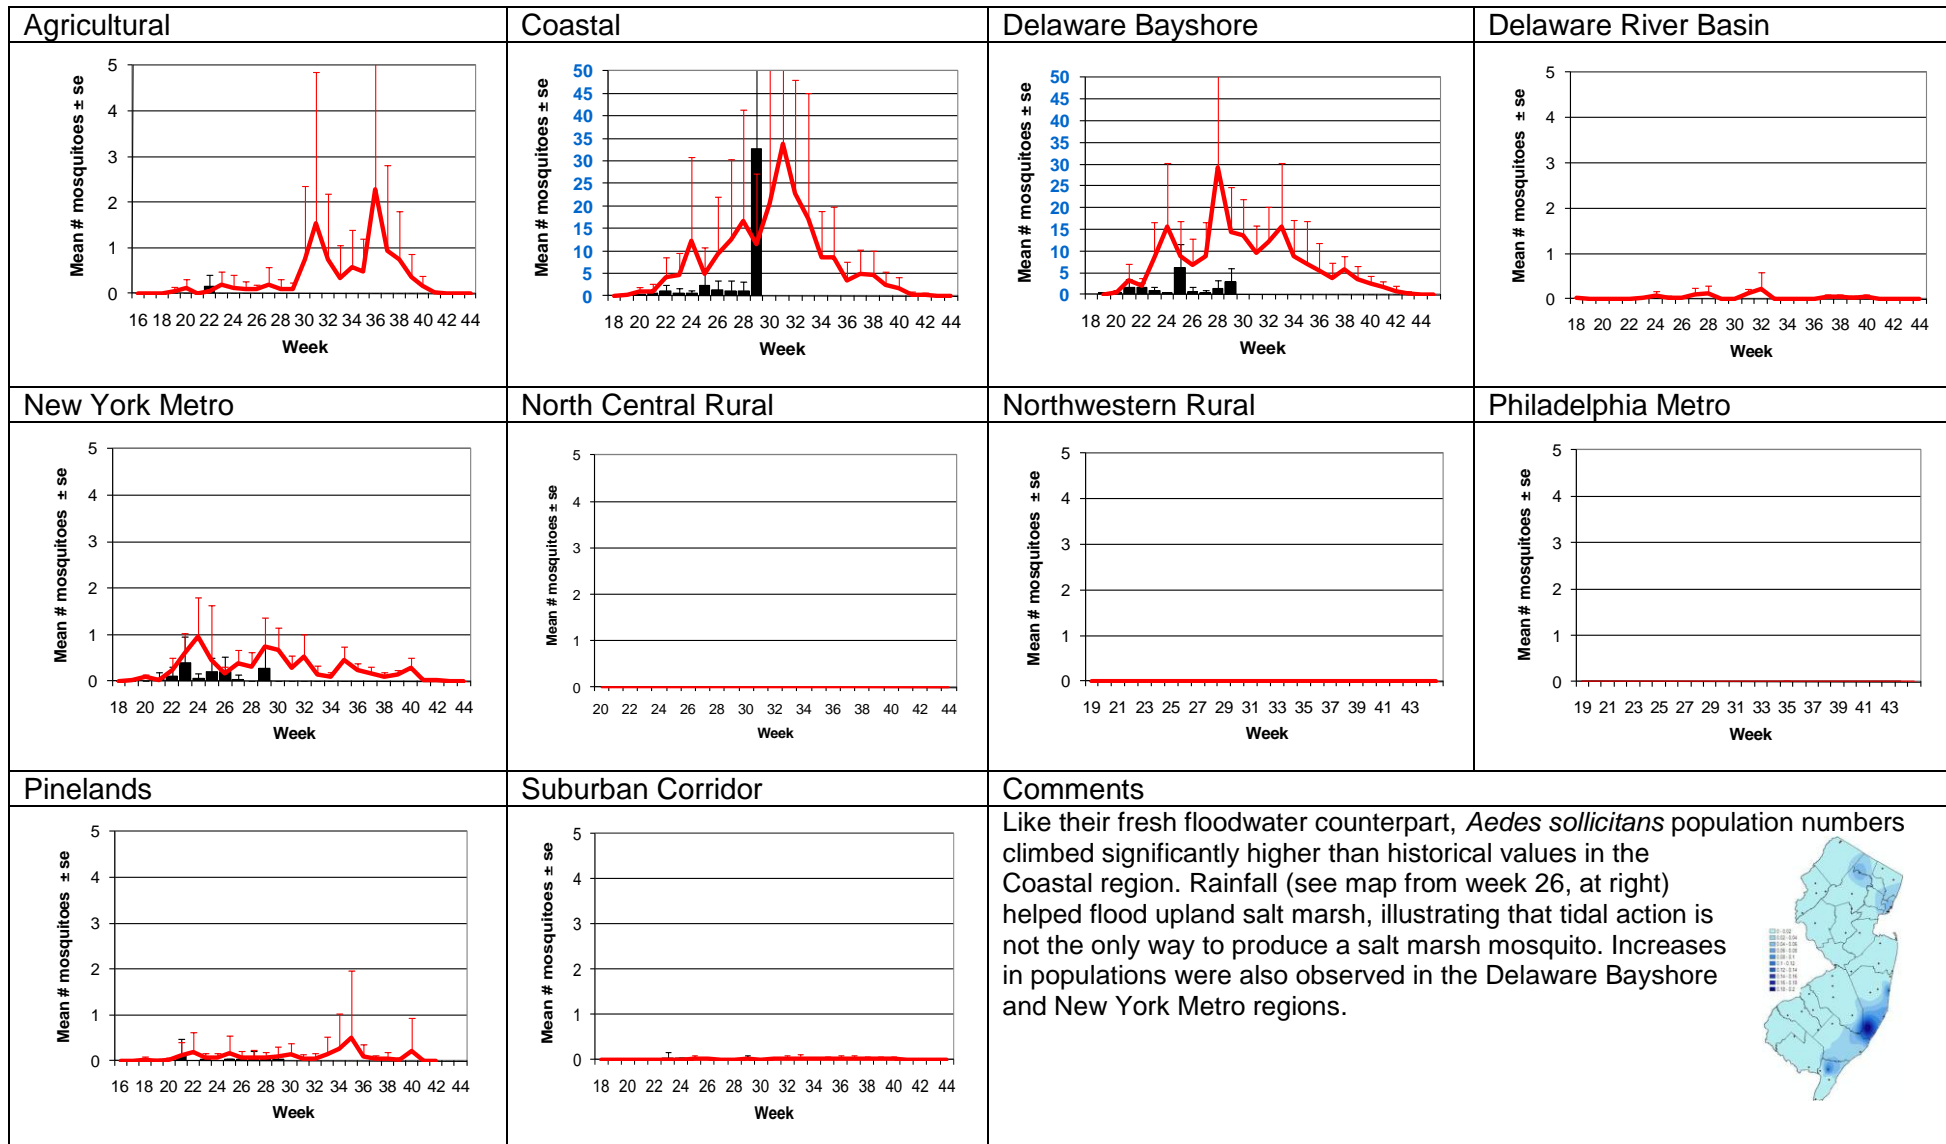 Agricultural
Coastal
Delaware Bayshore
Delaware River Basin
Mean # mosquitoes ± se
5
4
3
2
1
0
16 18 20 22 24 26 28 30 32 34 36 38 40 42 44
Week
Mean # mosquitoes ± se
50
45
40
35
30
25
20
15
10
5
0
18 20 22 24 26 28 30 32 34 36 38 40 42 44
Week
Mean # mosquitoes ± se
50
45
40
35
30
25
20
15
10
5
0
18 20 22 24 26 28 30 32 34 36 38 40 42 44
Week
Mean # mosquitoes ± se
5
4
3
2
1
0
18 20 22 24 26 28 30 32 34 36 38 40 42 44
Week
New York Metro
North Central Rural
Northwestern Rural
Philadelphia Metro
Mean # mosquitoes ± se
5
4
3
2
1
0
18 20 22 24 26 28 30 32 34 36 38 40 42 44
Week
Mean # mosquitoes ± se
5
4
3
2
1
0
20 22 24 26 28 30 32 34 36 38 40 42 44
Week
Mean # mosquitoes ± se
5
4
3
2
1
0
19 21 23 25 27 29 31 33 35 37 39 41 43
Week
Mean # mosquitoes ± se
5
4
3
2
1
0
19 21 23 25 27 29 31 33 35 37 39 41 43
Week
Pinelands
Suburban Corridor
Comments
Mean # mosquitoes ± se
5
4
3
2
1
0
16 18 20 22 24 26 28 30 32 34 36 38 40 42 44
Week
Mean # mosquitoes ± se
5
4
3
2
1
0
18 20 22 24 26 28 30 32 34 36 38 40 42 44
Week
Like their fresh floodwater counterpart, Aedes sollicitans population numbers
climbed significantly higher than historical values in the
Coastal region. Rainfall (see map from week 26, at right)
helped flood upland salt marsh, illustrating that tidal action is
not the only way to produce a salt marsh mosquito. Increases
in populations were also observed in the Delaware Bayshore
and New York Metro regions.